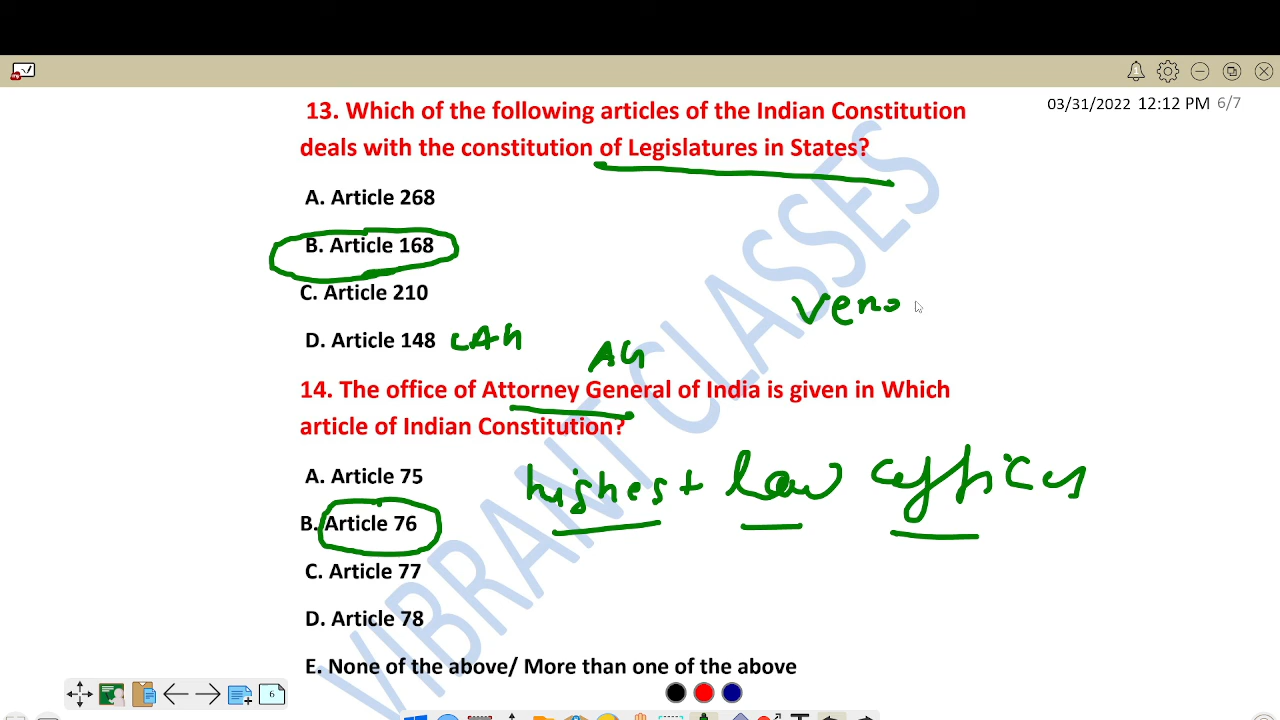 03/31/2022 12:12 PM 6/7
13. Which of the following articles of the Indian Constitution
deals with the constitution of Legislatures in States?
A. Article 268
B. Article 168
C. Article 210
Veno
D. Article 148 CAG
AG
14. The office of Attorney General of India is given in Which
article of Indian Constitution?
A. Article 75
highest law officer
B. Article 76
C. Article 77
D. Article 78
E. None of the above/ More than one of the above
6
VIBRANT CLASSES